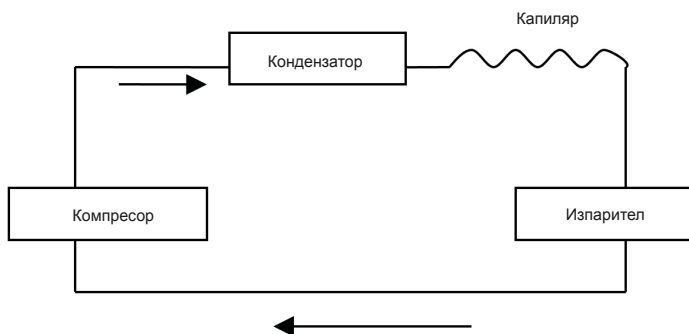 Капиляр
Кондензатор
Компресор
Изпарител